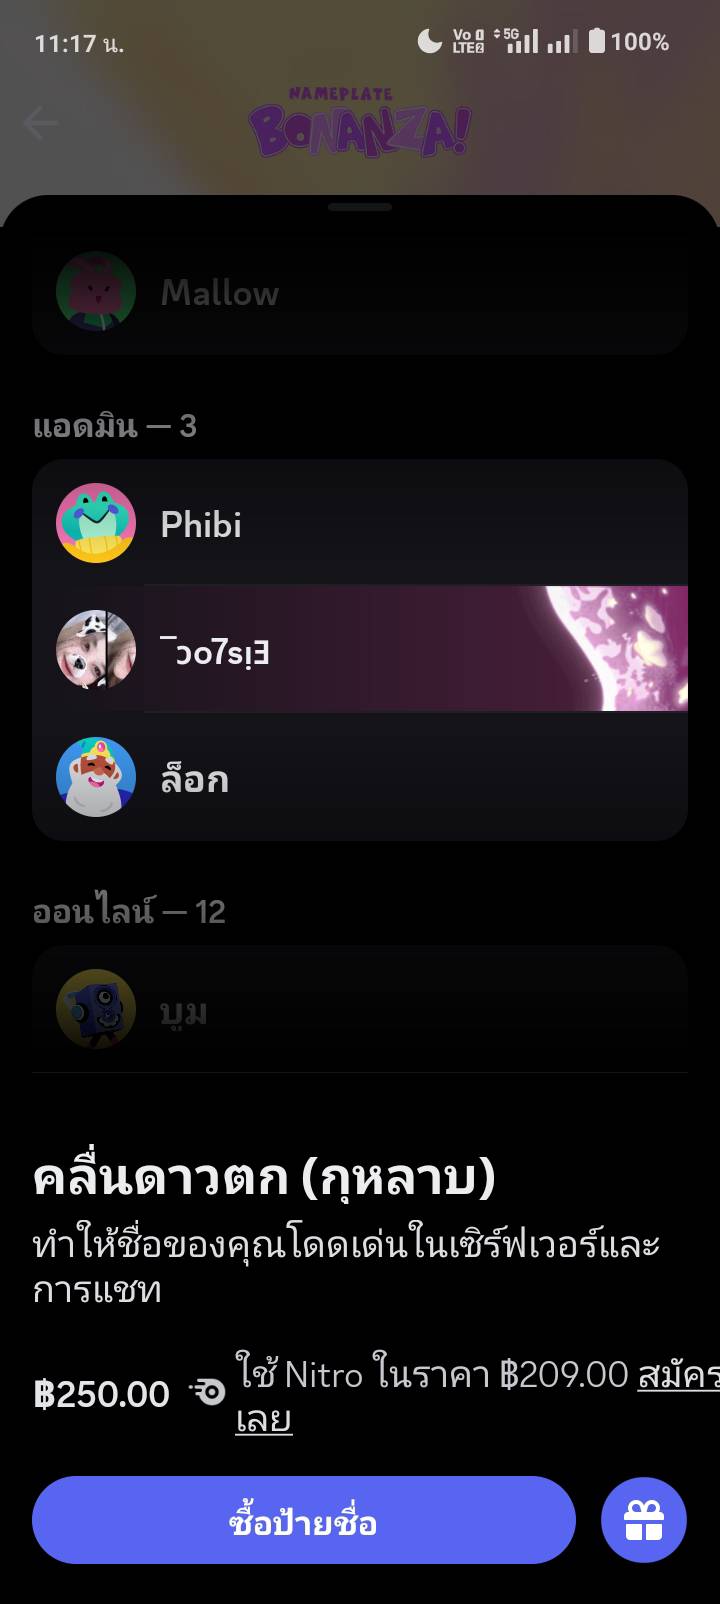 11:17 น.
Vo LTE2 5G 100%
NAMEPLATE
BONANZA!
Mallow
แอดมิน — 3
Phibi
¯ɔo7sᴉƎ
ล็อก
ออนไลน์ — 12
บูม
คลื่นดาวตก (กุหลาบ)
ทำให้ชื่อของคุณโดดเด่นในเซิร์ฟเวอร์และ
การแชท
฿250.00
ใช้ Nitro ในราคา ฿209.00 สมัคร
เลย
ซื้อป้ายชื่อ